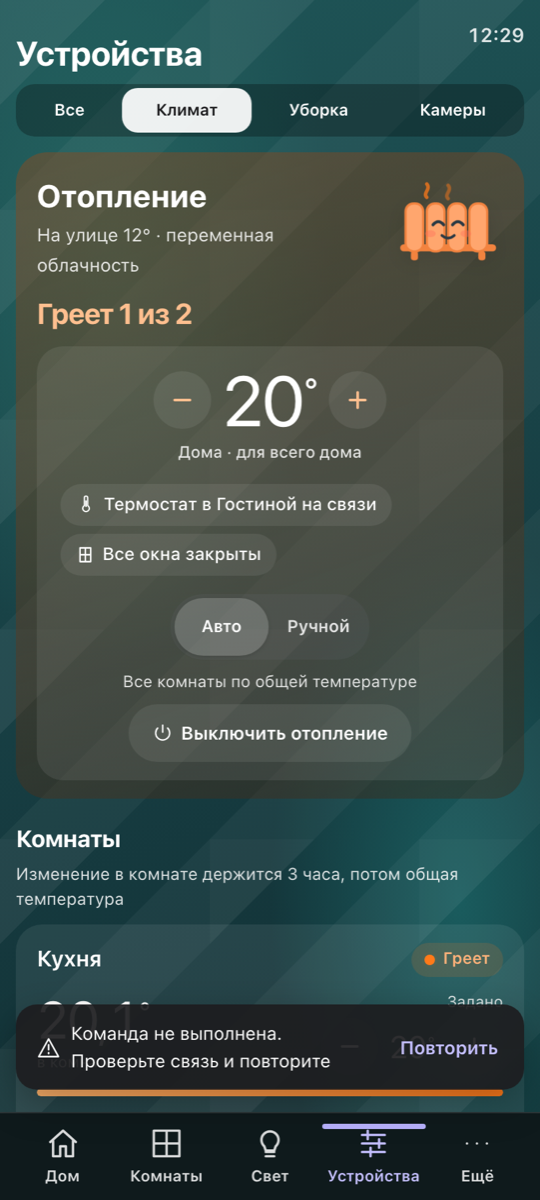 12:29
Устройства
Все
Климат
Уборка
Камеры
Отопление
На улице 12° · переменная
облачность
Греет 1 из 2
− 20° +
Дома · для всего дома
Термостат в Гостиной на связи
Все окна закрыты
Авто
Ручной
Все комнаты по общей температуре
Выключить отопление
Комнаты
Изменение в комнате держится 3 часа, потом общая
температура
Кухня
Греет
20,1°
Задано
Команда не выполнена.
Проверьте связь и повторите
Повторить
Дом
Комнаты
Свет
Устройства
Ещё